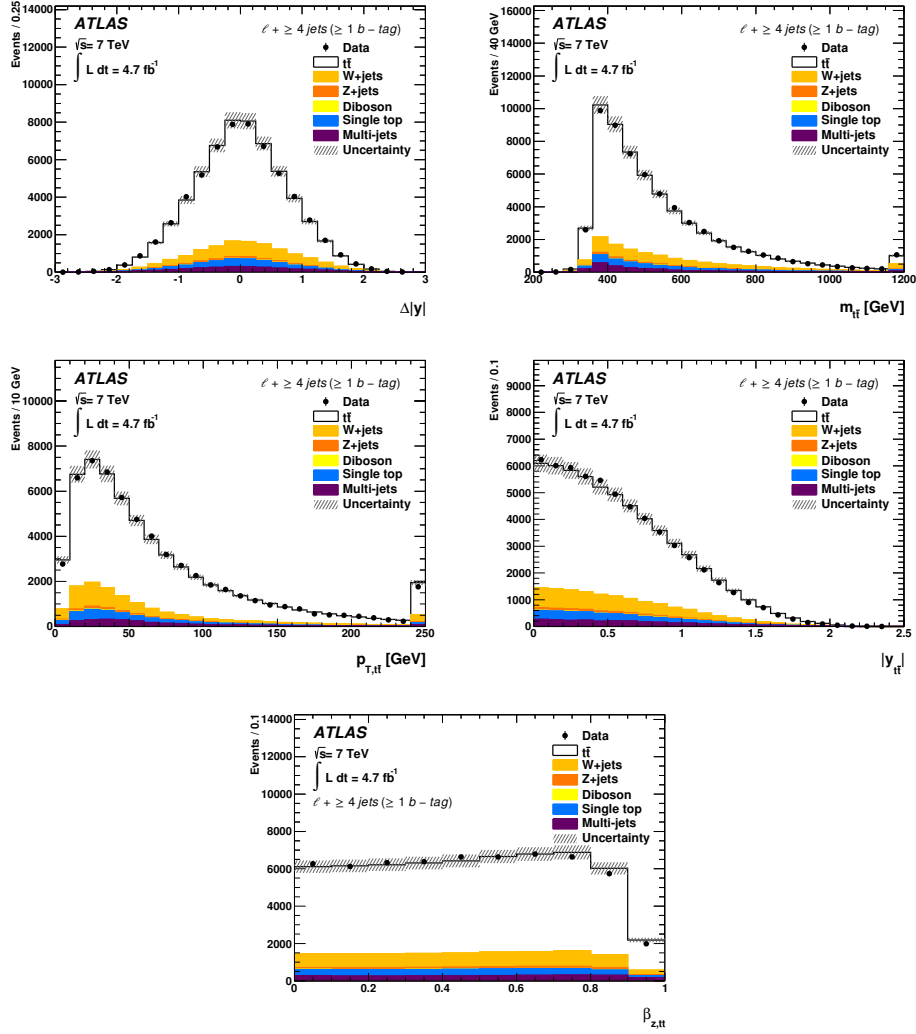 Events / 0.25
14000
12000
10000
8000
6000
4000
2000
0
ATLAS
√s = 7 TeV
∫ L dt = 4.7 fb⁻¹
ℓ + ≥ 4 jets (≥ 1 b − tag)
Data
tt̄
W+jets
Z+jets
Diboson
Single top
Multi-jets
Uncertainty
-3 -2 -1 0 1 2 3
Δ|y|
Events / 40 GeV
16000
14000
12000
10000
8000
6000
4000
2000
0
ATLAS
√s = 7 TeV
∫ L dt = 4.7 fb⁻¹
ℓ + ≥ 4 jets (≥ 1 b − tag)
Data
tt̄
W+jets
Z+jets
Diboson
Single top
Multi-jets
Uncertainty
200 400 600 800 1000 1200
m_tt̄ [GeV]
Events / 10 GeV
10000
8000
6000
4000
2000
0
ATLAS
√s = 7 TeV
∫ L dt = 4.7 fb⁻¹
ℓ + ≥ 4 jets (≥ 1 b − tag)
Data
tt̄
W+jets
Z+jets
Diboson
Single top
Multi-jets
Uncertainty
0 50 100 150 200 250
p_T,tt̄ [GeV]
Events / 0.1
9000
8000
7000
6000
5000
4000
3000
2000
1000
0
ATLAS
√s = 7 TeV
∫ L dt = 4.7 fb⁻¹
ℓ + ≥ 4 jets (≥ 1 b − tag)
Data
tt̄
W+jets
Z+jets
Diboson
Single top
Multi-jets
Uncertainty
0 0.5 1 1.5 2 2.5
|y_tt̄|
Events / 0.1
14000
12000
10000
8000
6000
4000
2000
0
ATLAS
√s = 7 TeV
∫ L dt = 4.7 fb⁻¹
ℓ + ≥ 4 jets (≥ 1 b − tag)
Data
tt̄
W+jets
Z+jets
Diboson
Single top
Multi-jets
Uncertainty
0 0.2 0.4 0.6 0.8 1
β_z,tt̄